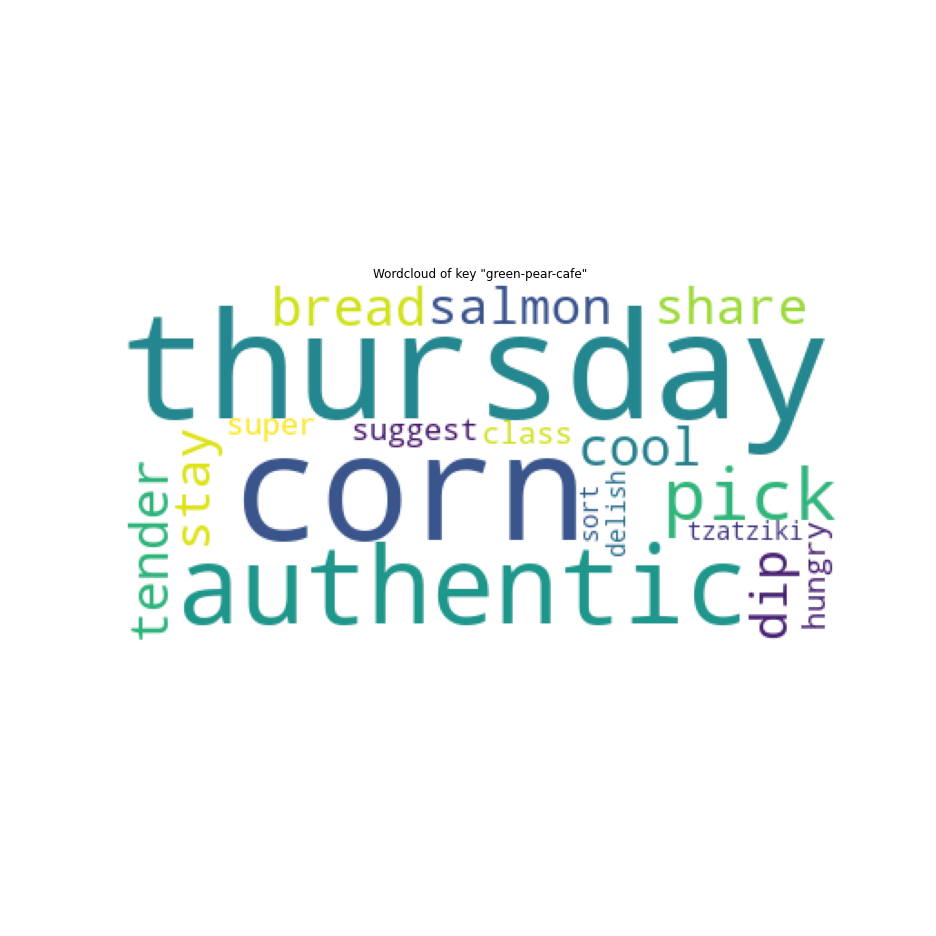 Wordcloud of key "green-pear-cafe"
bread salmon share
thursday
super suggest class cool
stay
corn
tender
pick
sort
delish
tzatziki
hungry
authentic
dip